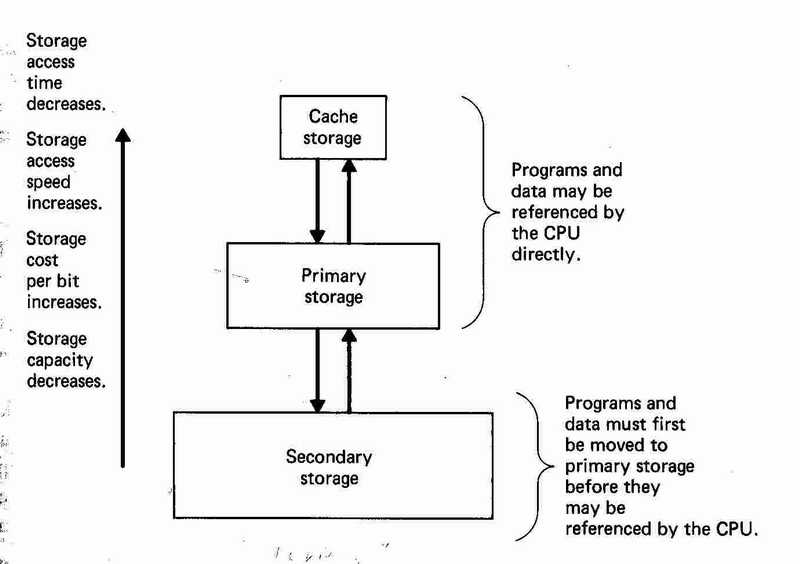 Storage
access
time
decreases.
Storage
access
speed
increases.
Storage
cost
per bit
increases.
Storage
capacity
decreases.
Cache
storage
Programs and
data may be
referenced by
the CPU
directly.
Primary
storage
Secondary
storage
Programs and
data must first
be moved to
primary storage
before they
may be
referenced by the CPU.